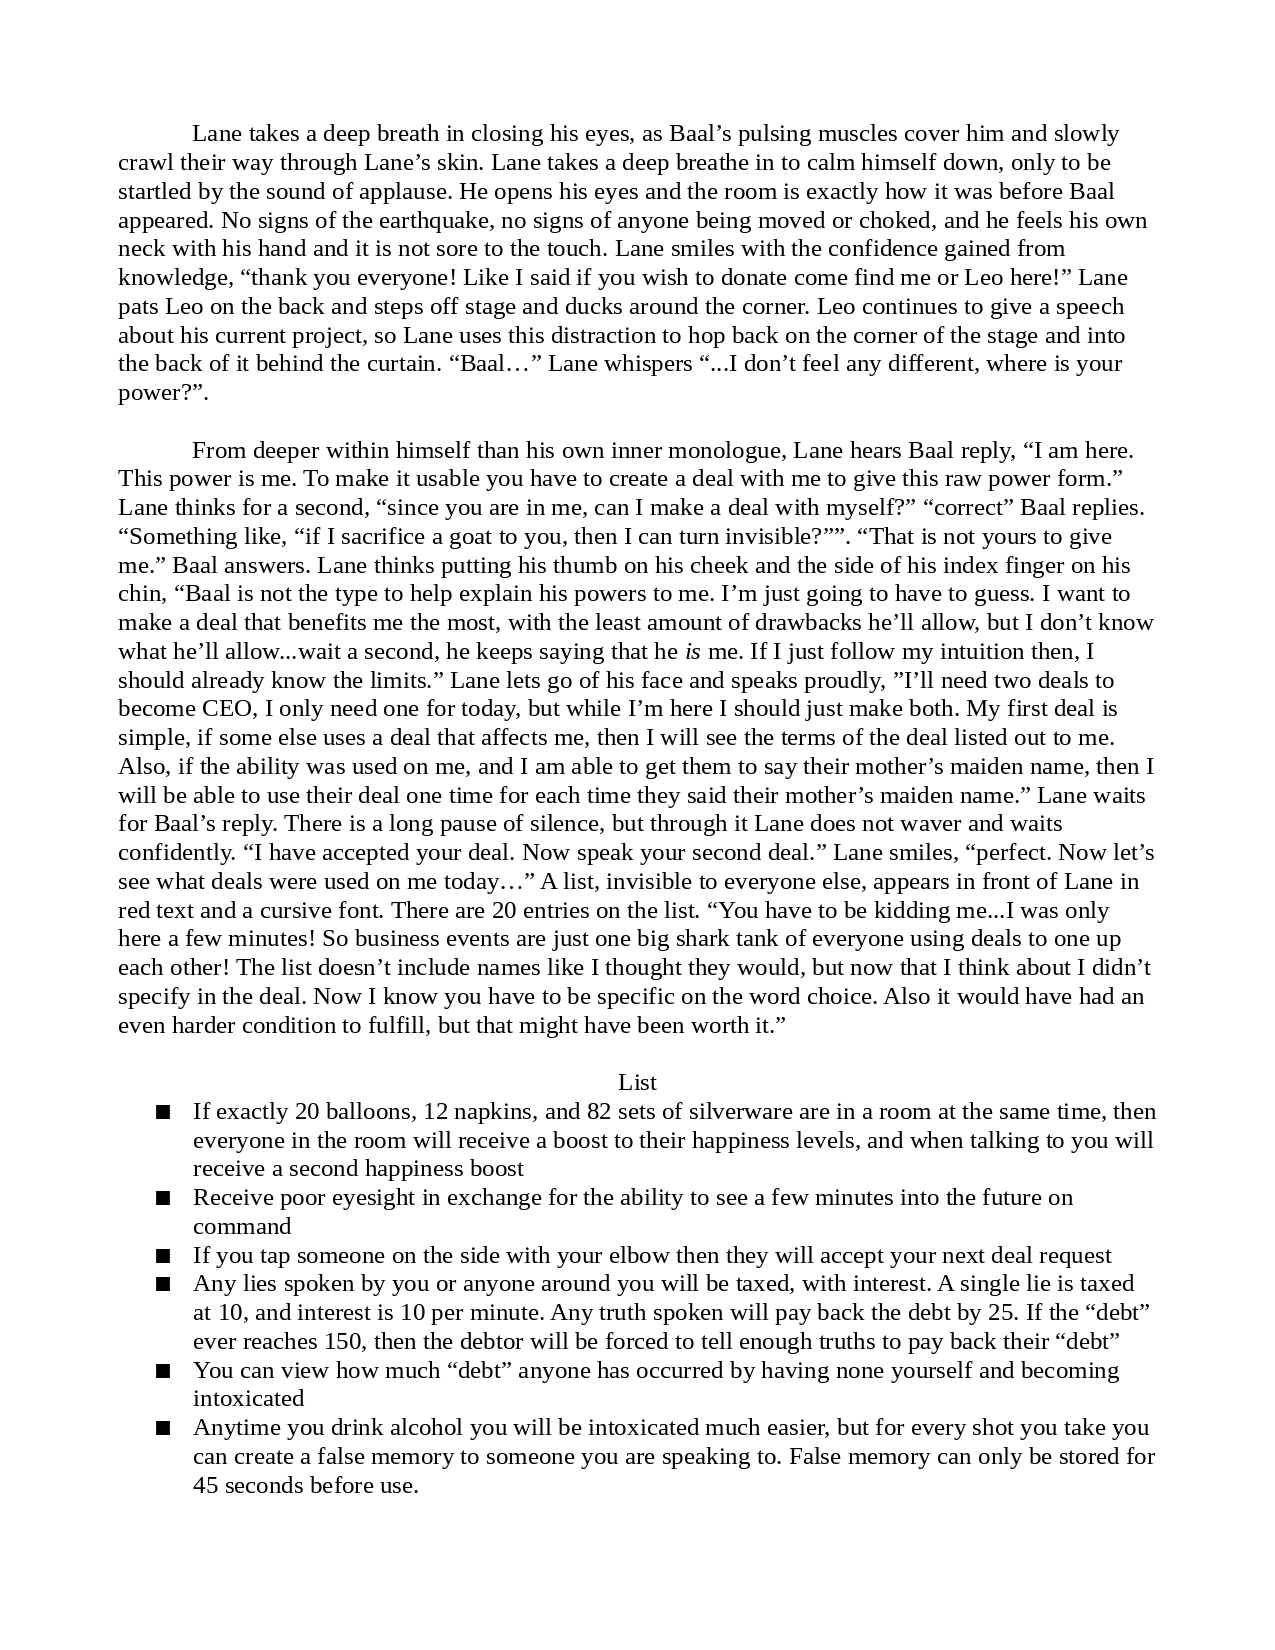 Lane takes a deep breath in closing his eyes, as Baal’s pulsing muscles cover him and slowly
crawl their way through Lane’s skin. Lane takes a deep breathe in to calm himself down, only to be
startled by the sound of applause. He opens his eyes and the room is exactly how it was before Baal
appeared. No signs of the earthquake, no signs of anyone being moved or choked, and he feels his own
neck with his hand and it is not sore to the touch. Lane smiles with the confidence gained from
knowledge, “thank you everyone! Like I said if you wish to donate come find me or Leo here!” Lane
pats Leo on the back and steps off stage and ducks around the corner. Leo continues to give a speech
about his current project, so Lane uses this distraction to hop back on the corner of the stage and into
the back of it behind the curtain. “Baal…” Lane whispers “...I don’t feel any different, where is your
power?”.
From deeper within himself than his own inner monologue, Lane hears Baal reply, “I am here.
This power is me. To make it usable you have to create a deal with me to give this raw power form.”
Lane thinks for a second, “since you are in me, can I make a deal with myself?” “correct” Baal replies.
“Something like, “if I sacrifice a goat to you, then I can turn invisible?””. “That is not yours to give
me.” Baal answers. Lane thinks putting his thumb on his cheek and the side of his index finger on his
chin, “Baal is not the type to help explain his powers to me. I’m just going to have to guess. I want to
make a deal that benefits me the most, with the least amount of drawbacks he’ll allow, but I don’t know
what he’ll allow...wait a second, he keeps saying that he is me. If I just follow my intuition then, I
should already know the limits.” Lane lets go of his face and speaks proudly, ”I’ll need two deals to
become CEO, I only need one for today, but while I’m here I should just make both. My first deal is
simple, if some else uses a deal that affects me, then I will see the terms of the deal listed out to me.
Also, if the ability was used on me, and I am able to get them to say their mother’s maiden name, then I
will be able to use their deal one time for each time they said their mother’s maiden name.” Lane waits
for Baal’s reply. There is a long pause of silence, but through it Lane does not waver and waits
confidently. “I have accepted your deal. Now speak your second deal.” Lane smiles, “perfect. Now let’s
see what deals were used on me today…” A list, invisible to everyone else, appears in front of Lane in
red text and a cursive font. There are 20 entries on the list. “You have to be kidding me...I was only
here a few minutes! So business events are just one big shark tank of everyone using deals to one up
each other! The list doesn’t include names like I thought they would, but now that I think about I didn’t
specify in the deal. Now I know you have to be specific on the word choice. Also it would have had an
even harder condition to fulfill, but that might have been worth it.”
List
■ If exactly 20 balloons, 12 napkins, and 82 sets of silverware are in a room at the same time, then
everyone in the room will receive a boost to their happiness levels, and when talking to you will
receive a second happiness boost
■ Receive poor eyesight in exchange for the ability to see a few minutes into the future on
command
■ If you tap someone on the side with your elbow then they will accept your next deal request
■ Any lies spoken by you or anyone around you will be taxed, with interest. A single lie is taxed
at 10, and interest is 10 per minute. Any truth spoken will pay back the debt by 25. If the “debt”
ever reaches 150, then the debtor will be forced to tell enough truths to pay back their “debt”
■ You can view how much “debt” anyone has occurred by having none yourself and becoming
intoxicated
■ Anytime you drink alcohol you will be intoxicated much easier, but for every shot you take you
can create a false memory to someone you are speaking to. False memory can only be stored for
45 seconds before use.